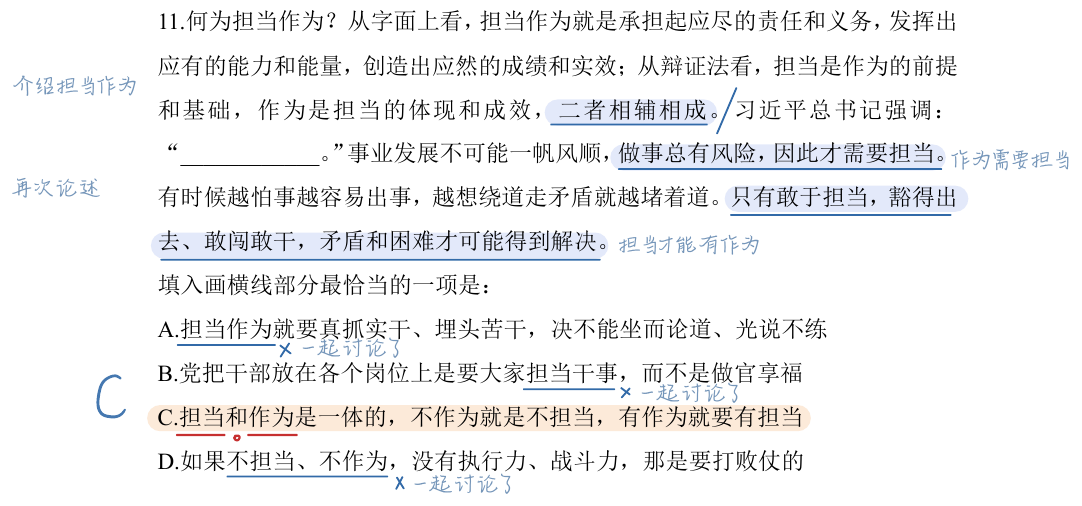 11.何为担当作为？从字面上看，担当作为就是承担起应尽的责任和义务，发挥出
应有的能力和能量，创造出应然的成绩和实效；从辩证法看，担当是作为的前提
介绍担当作为
和基础，作为是担当的体现和成效，二者相辅相成。/习近平总书记强调：
“____________。”事业发展不可能一帆风顺，做事总有风险，因此才需要担当。作为需要担当
再次论述
有时候越怕事越容易出事，越想绕道走矛盾就越堵着道。只有敢于担当，豁得出
去、敢闯敢干，矛盾和困难才可能得到解决。担当才能有作为
填入画横线部分最恰当的一项是：
A.担当作为就要真抓实干、埋头苦干，决不能坐而论道、光说不练
×一起讨论了
B.党把干部放在各个岗位上是要大家担当干事，而不是做官享福
×一起讨论了
C
C.担当和作为是一体的，不作为就是不担当，有作为就要有担当
D.如果不担当、不作为，没有执行力、战斗力，那是要打败仗的
×一起讨论了